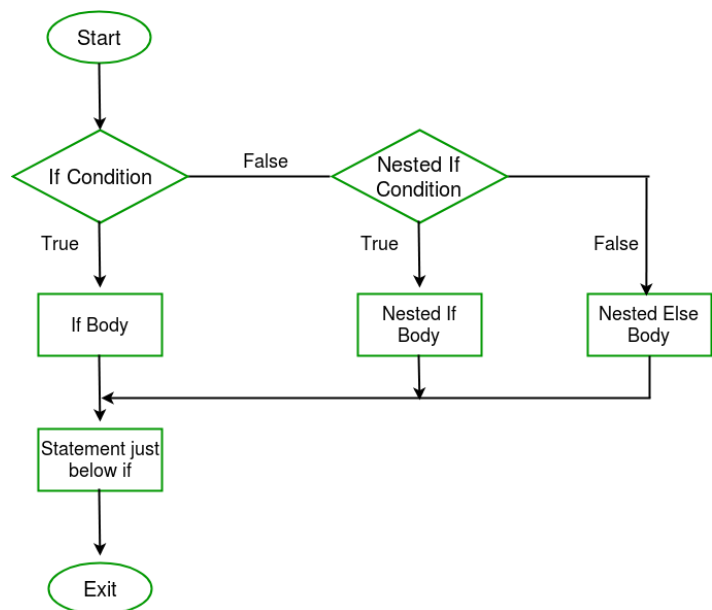 Start
If Condition
False
Nested If
Condition
True
True
False
If Body
Nested If
Body
Nested Else
Body
Statement just
below if
Exit